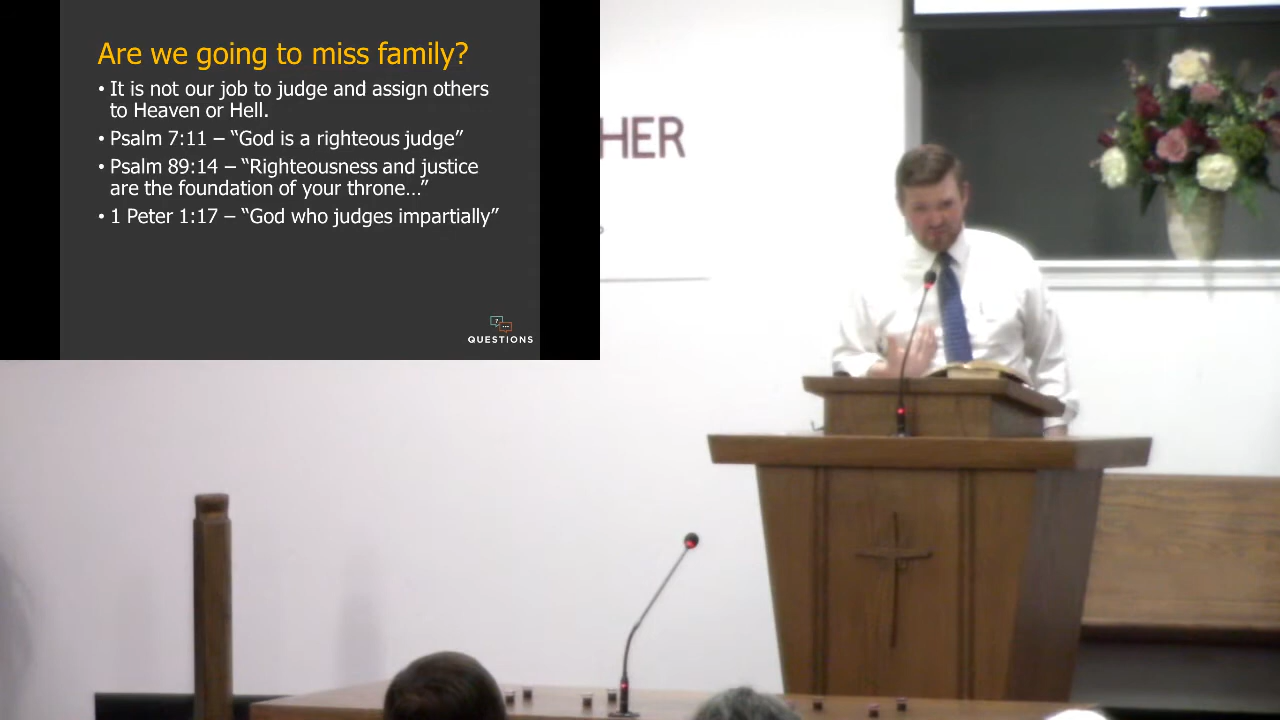 Are we going to miss family?
• It is not our job to judge and assign others
to Heaven or Hell.
• Psalm 7:11 – “God is a righteous judge”
• Psalm 89:14 – “Righteousness and justice
are the foundation of your throne…”
• 1 Peter 1:17 – “God who judges impartially”
?
QUESTIONS
HER